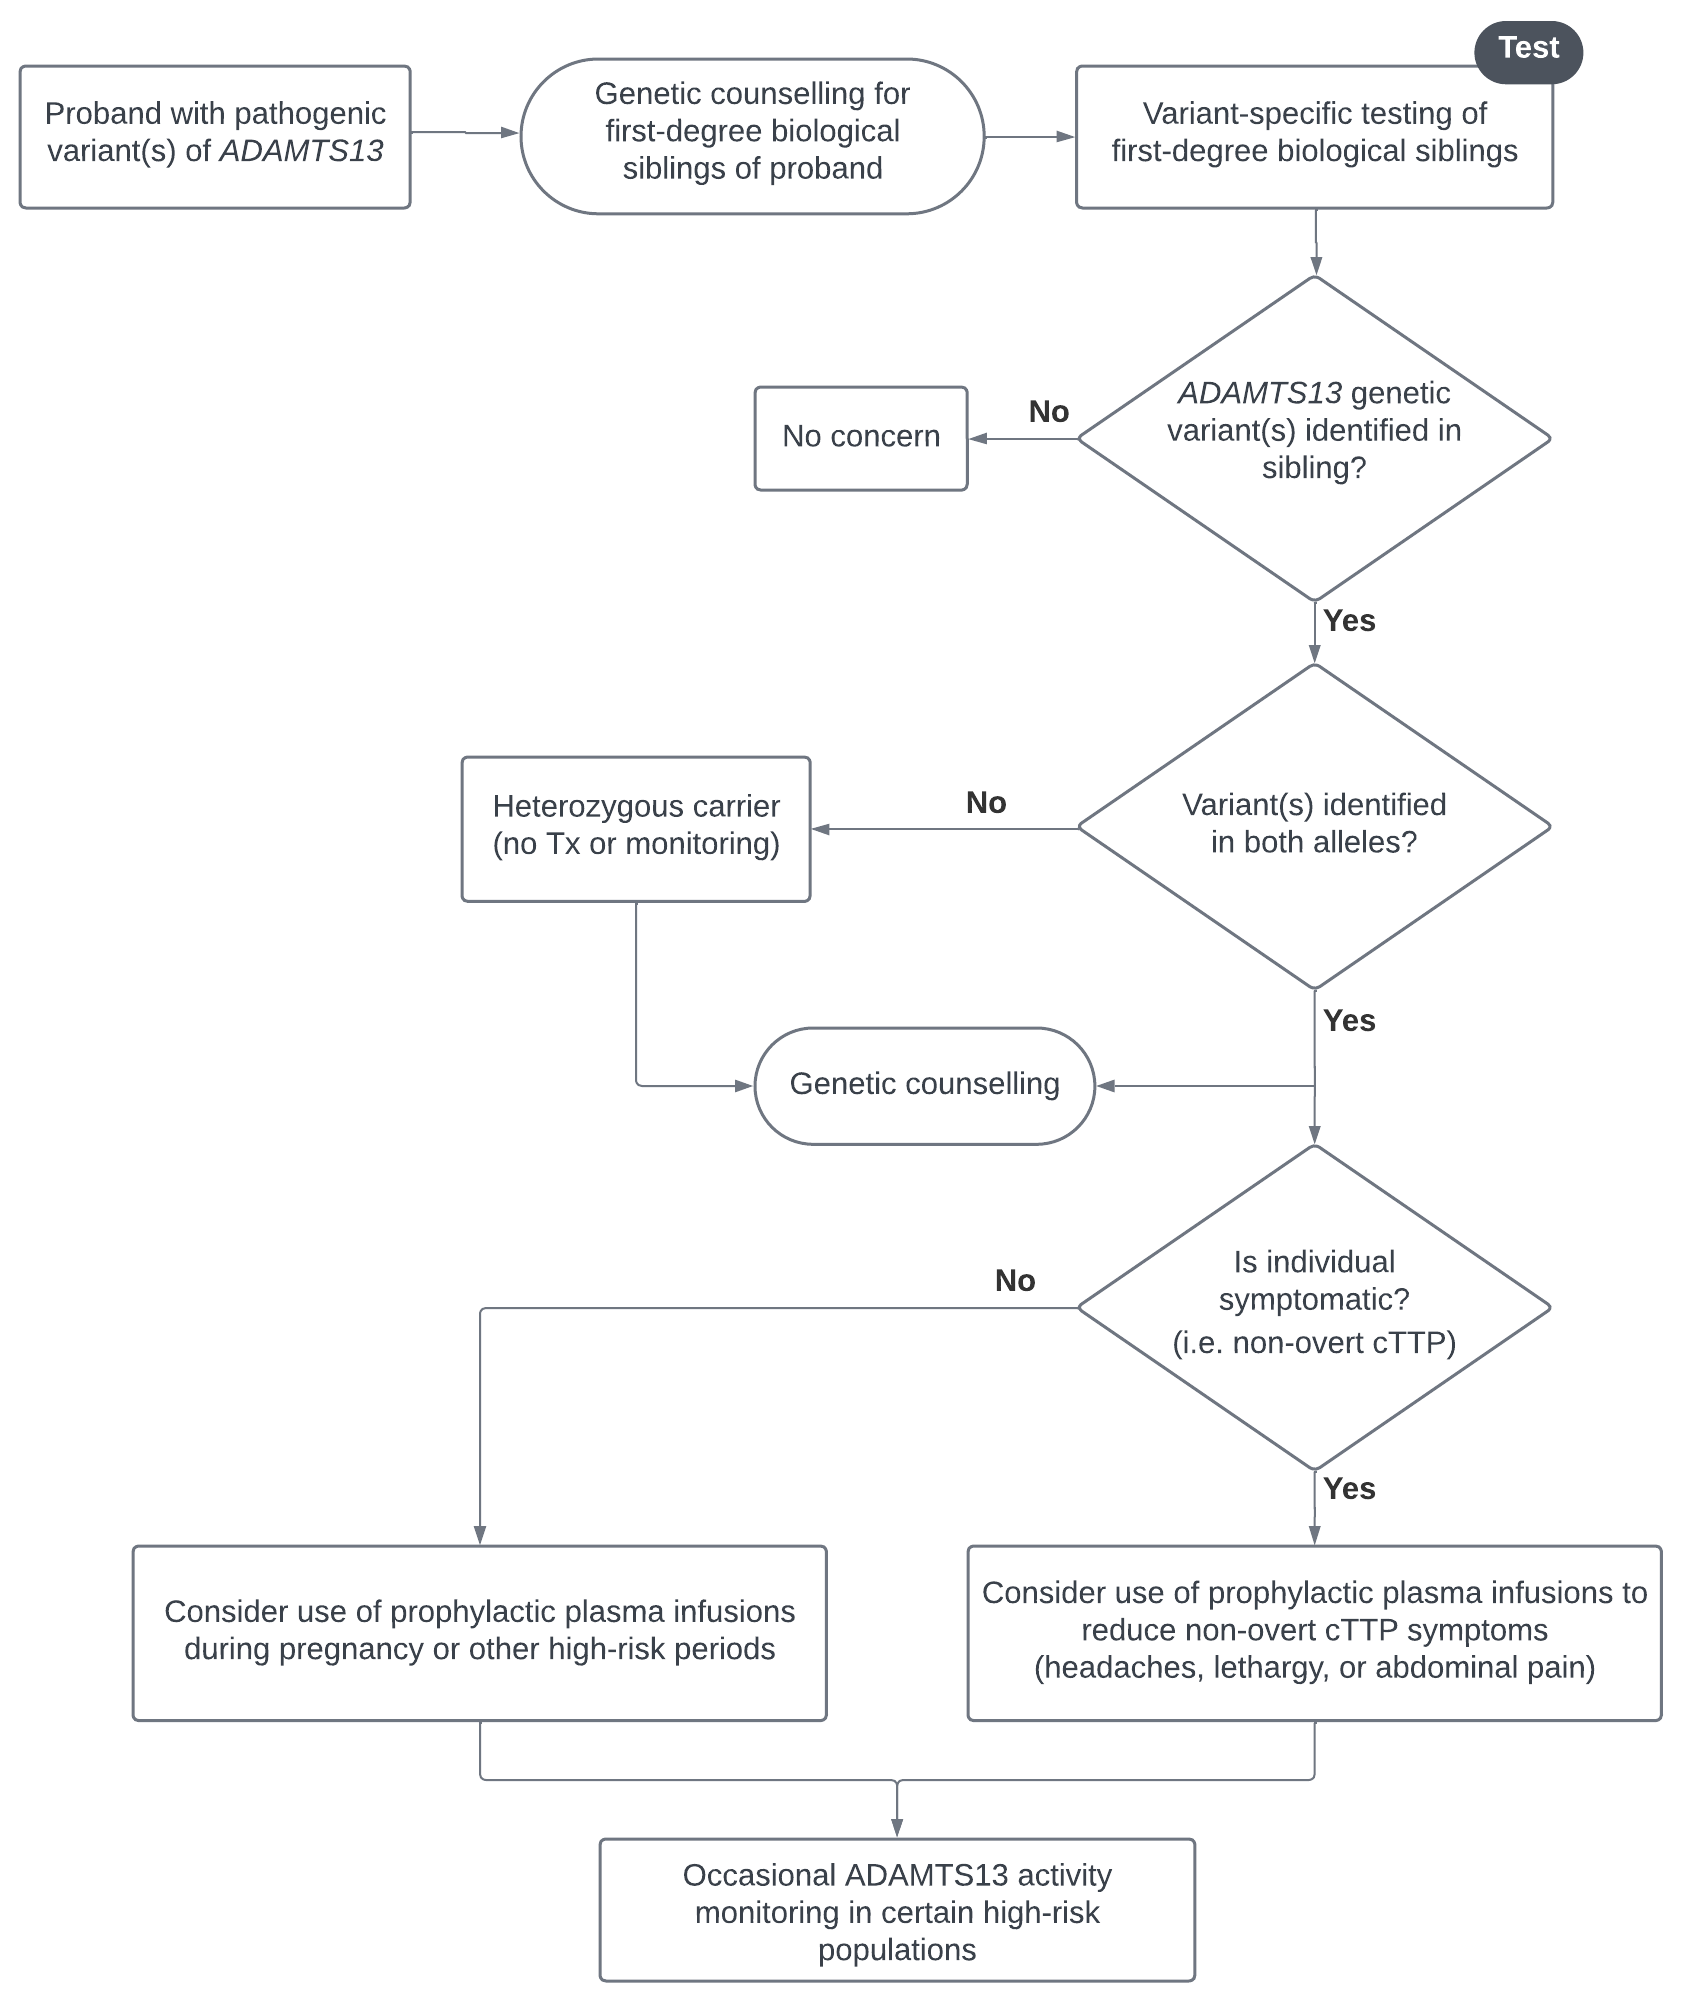 Test
Proband with pathogenic
variant(s) of ADAMTS13
Genetic counselling for
first-degree biological
siblings of proband
Variant-specific testing of
first-degree biological siblings
ADAMTS13 genetic
variant(s) identified in
sibling?
No
No concern
Yes
Variant(s) identified
in both alleles?
No
Heterozygous carrier
(no Tx or monitoring)
Yes
Genetic counselling
Is individual
symptomatic?
(i.e. non-overt cTTP)
No
Yes
Consider use of prophylactic plasma infusions
during pregnancy or other high-risk periods
Consider use of prophylactic plasma infusions to
reduce non-overt cTTP symptoms
(headaches, lethargy, or abdominal pain)
Occasional ADAMTS13 activity
monitoring in certain high-risk
populations